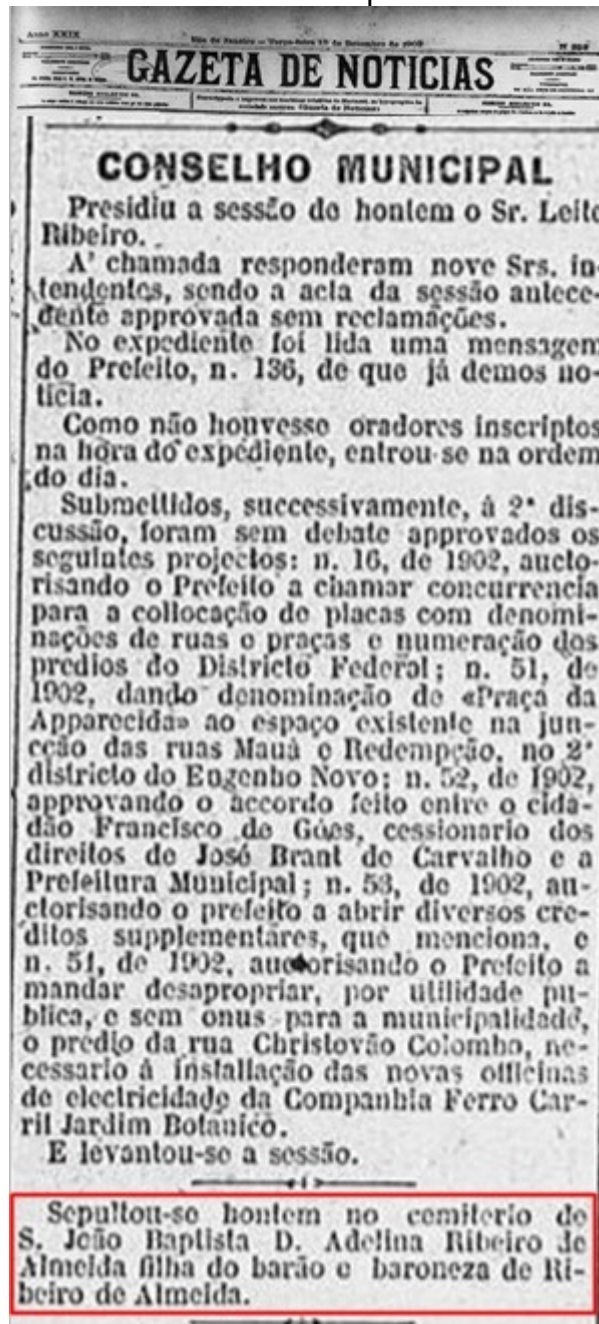 Anno XXIX
Rio de Janeiro — Terça-feira
de 1902
GAZETA DE NOTICIAS
CONSELHO MUNICIPAL
Presidiu a sessão de hontem o Sr. Leite
Ribeiro.
A' chamada responderam nove Srs. in-
tendentes, sendo a acta da sessão antece-
dente approvada sem reclamações.
No expediente foi lida uma mensagem
do Prefeito, n. 136, de que já demos no-
ticia.
Como não houvesse oradores inscriptos
na hora do expediente, entrou-se na ordem
do dia.
Submettidos, successivamente, á 2ª dis-
cussão, foram sem debate approvados os
seguintes projectos: n. 16, de 1902, aucto-
risando o Prefeito a chamar concurrencia
para a collocação de placas com denomi-
nações de ruas e praças e numeração dos
predios do Districto Federal; n. 51, de
1902, dando denominação de «Praça da
Apparecida» ao espaço existente na jun-
cção das ruas Mauá e Redempção, no 2º
districto do Engenho Novo; n. 52, de 1902,
approvando o accordo feito entre o cida-
dão Francisco de Góes, cessionario dos
direitos de José Brant de Carvalho e a
Prefeitura Municipal; n. 53, de 1902, au-
ctorisando o prefeito a abrir diversos cre-
ditos supplementares, que menciona, e
n. 51, de 1902, auctorisando o Prefeito a
mandar desapropriar, por utilidade pu-
blica, e sem onus para a municipalidade,
o predio da rua Christovão Colombo, ne-
cessario á installação das novas officinas
de electricidade da Companhia Ferro Car-
ril Jardim Botanico.
E levantou-se a sessão.
Sepultou-se hontem no cemiterio de
S. João Baptista D. Adelina Ribeiro de
Almeida filha do barão e baroneza de Ri-
beiro de Almeida.